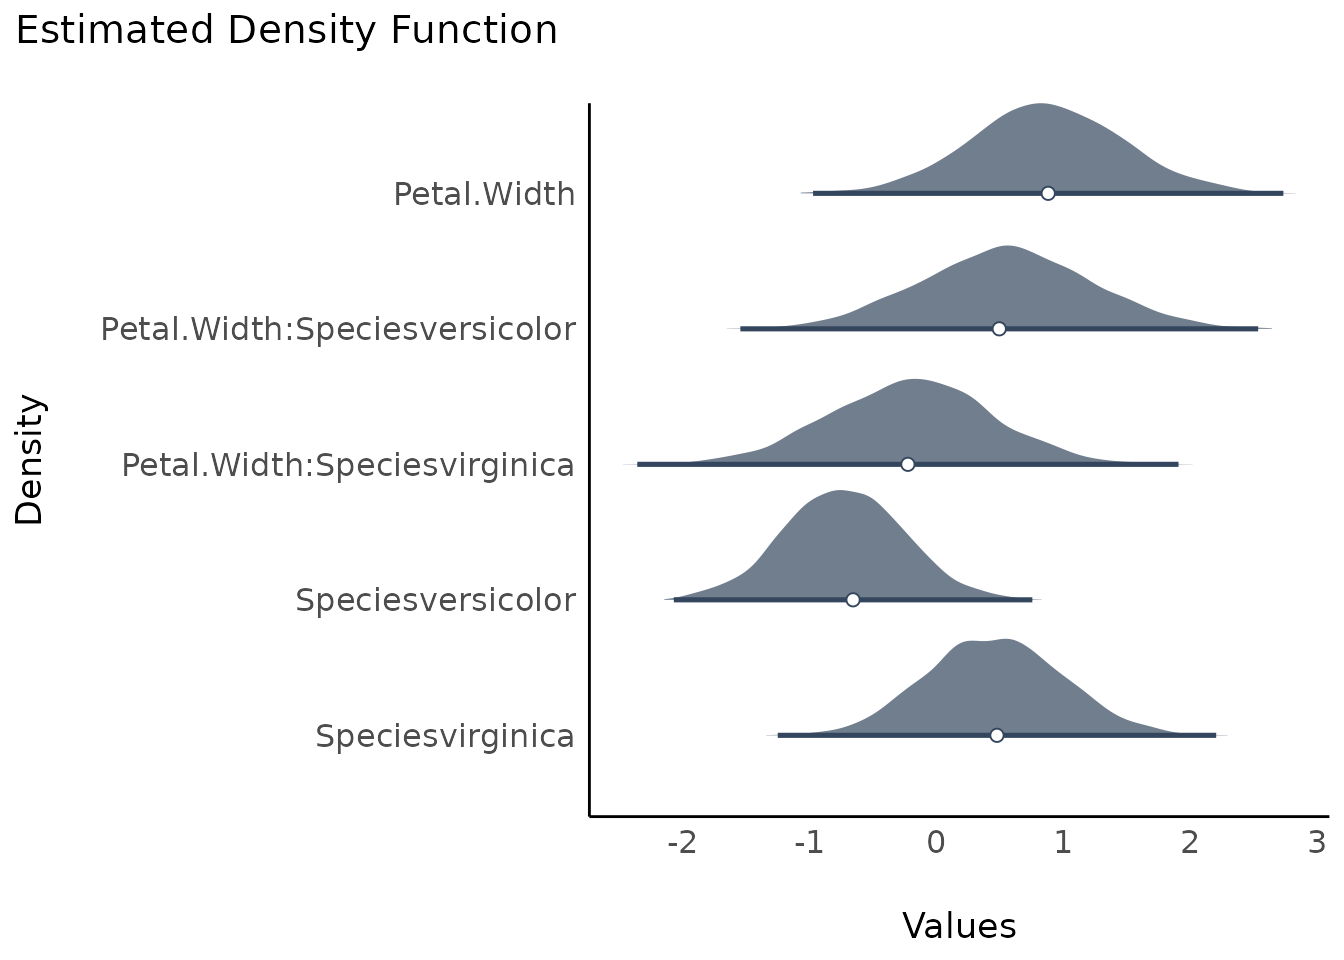 Estimated Density Function
Density
Petal.Width
Petal.Width:Speciesversicolor
Petal.Width:Speciesvirginica
Speciesversicolor
Speciesvirginica
-2 -1 0 1 2 3
Values